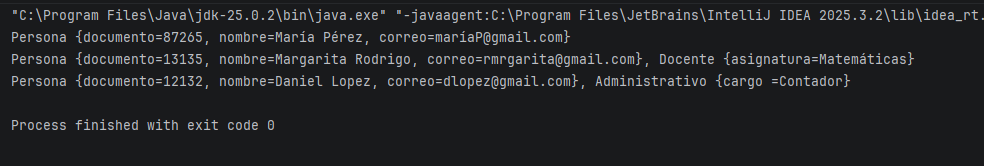 "C:\Program Files\Java\jdk-25.0.2\bin\java.exe" "-javaagent:C:\Program Files\JetBrains\IntelliJ IDEA 2025.3.2\lib\idea_rt.
Persona {documento=87265, nombre=María Pérez, correo=maríaP@gmail.com}
Persona {documento=13135, nombre=Margarita Rodrigo, correo=rmrgarita@gmail.com}, Docente {asignatura=Matemáticas}
Persona {documento=12132, nombre=Daniel Lopez, correo=dlopez@gmail.com}, Administrativo {cargo =Contador}
Process finished with exit code 0